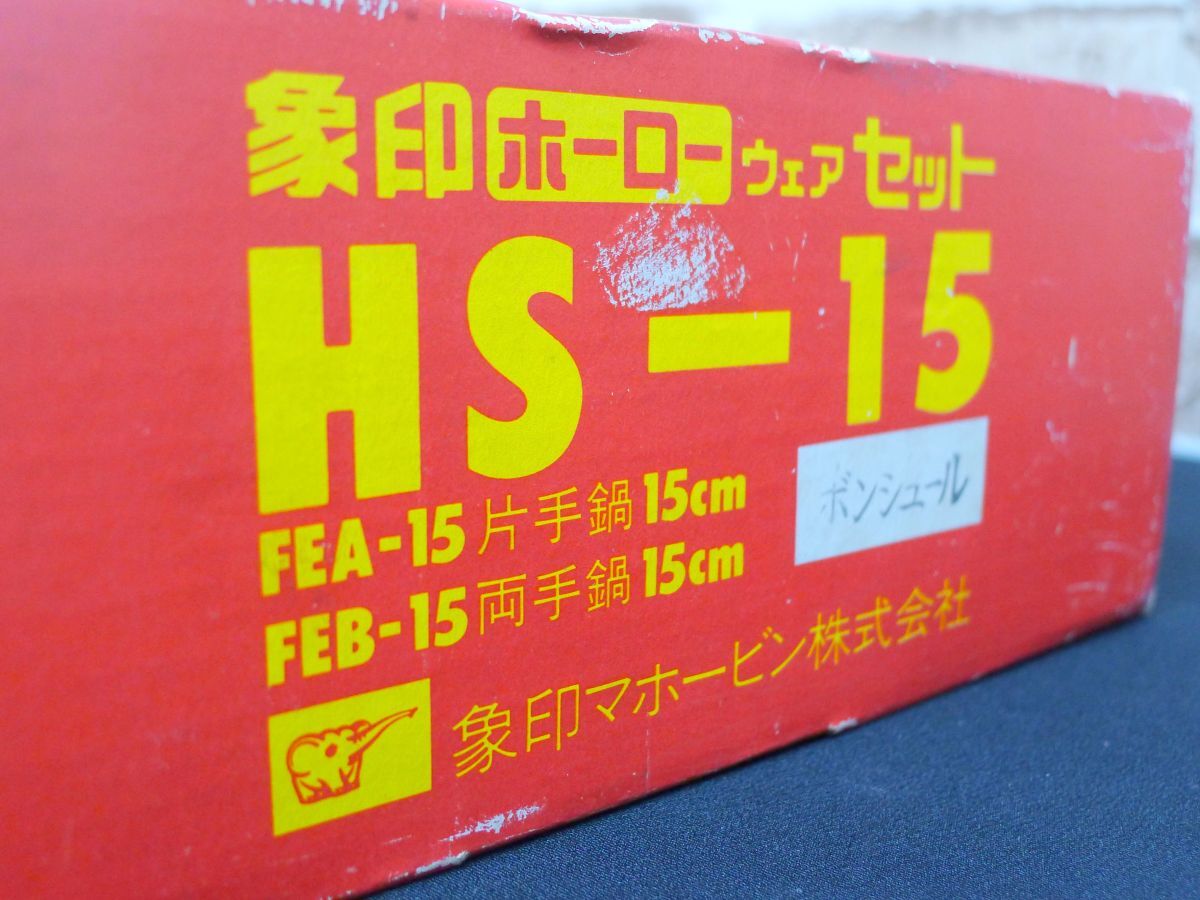 象印ホーローウェアセット
HS-15
ボンシュール
FEA-15片手鍋15cm
FEB-15両手鍋15cm
象印マホービン株式会社